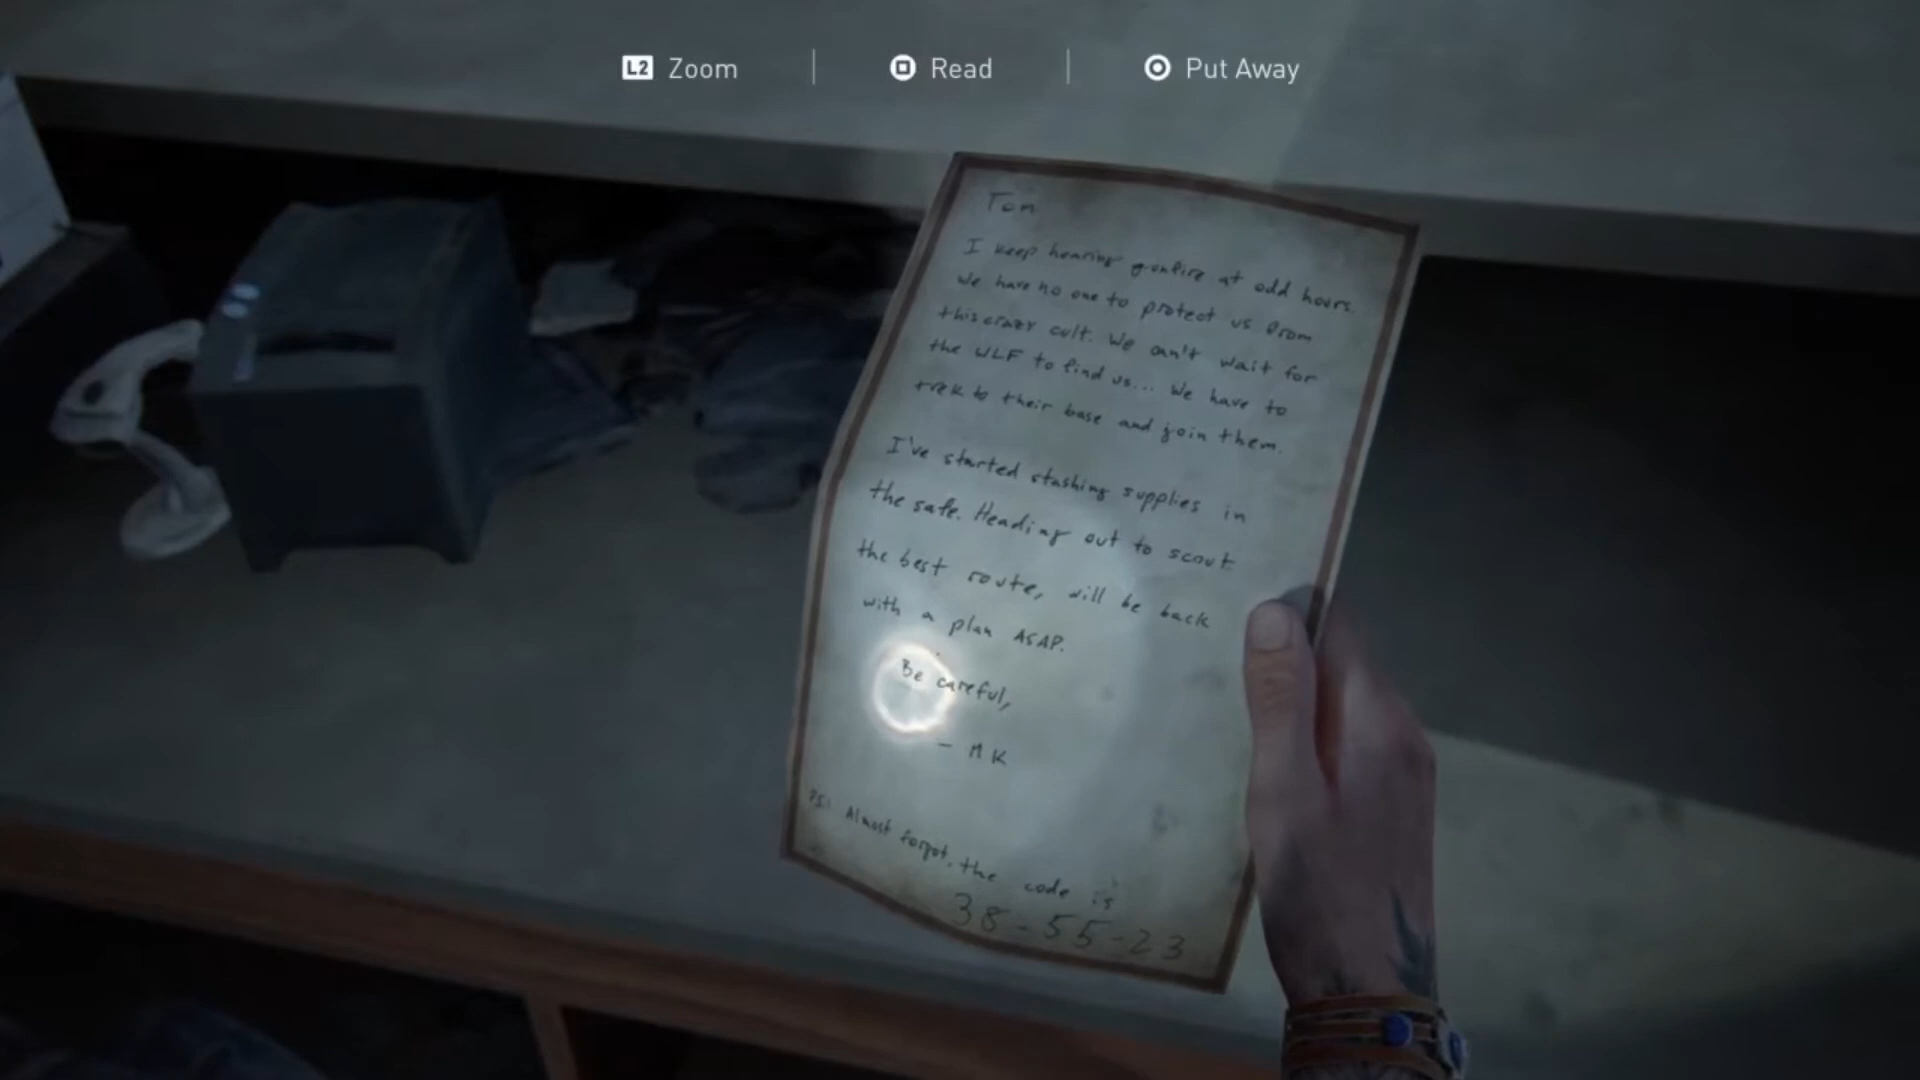 L2 Zoom | Read | Put Away
Tom
I keep hearing gunfire at odd hours.
We have no one to protect us from
this crazy cult. We can't wait for
the WLF to find us... We have to
trek to their base and join them.
I've started stashing supplies in
the safe. Heading out to scout
the best route, will be back
with a plan ASAP.
Be careful,
- MK
PS! Almost forgot, the code is
38-55-23